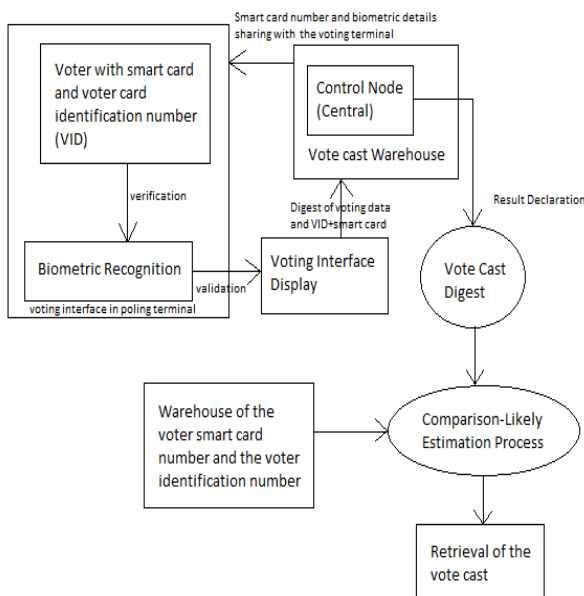 Smart card number and biometric details
sharing with the voting terminal
Voter with smart card
and voter card
identification number
(VID)
Control Node
(Central)
Vote cast Warehouse
verification
Digest of voting data
and VID+smart card
Result Declaration
Biometric Recognition
validation
voting interface in poling terminal
Voting Interface
Display
Vote Cast
Digest
Warehouse of the
voter smart card
number and the voter
identification number
Comparison-Likely
Estimation Process
Retrieval of the
vote cast